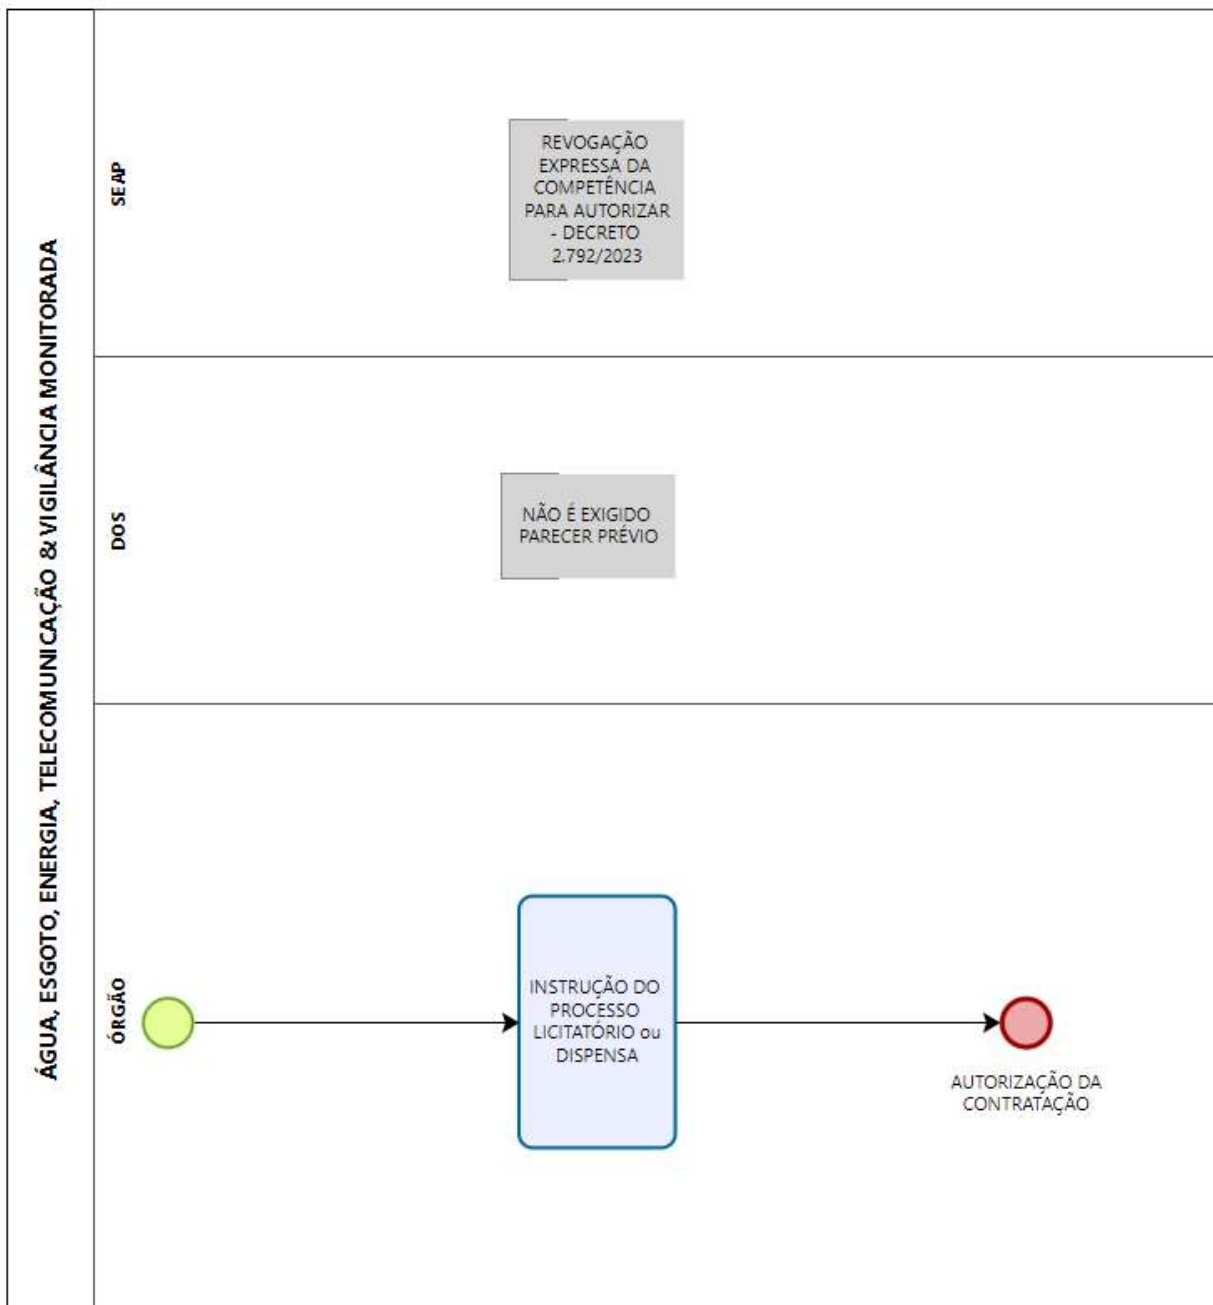 ÁGUA, ESGOTO, ENERGIA, TELECOMUNICAÇÃO & VIGILÂNCIA MONITORADA
SEAP
REVOGAÇÃO
EXPRESSA DA
COMPETÊNCIA
PARA AUTORIZAR
- DECRETO
2.792/2023
DOS
NÃO É EXIGIDO
PARECER PRÉVIO
ÓRGÃO
INSTRUÇÃO DO
PROCESSO
LICITATÓRIO ou
DISPENSA
AUTORIZAÇÃO DA
CONTRATAÇÃO